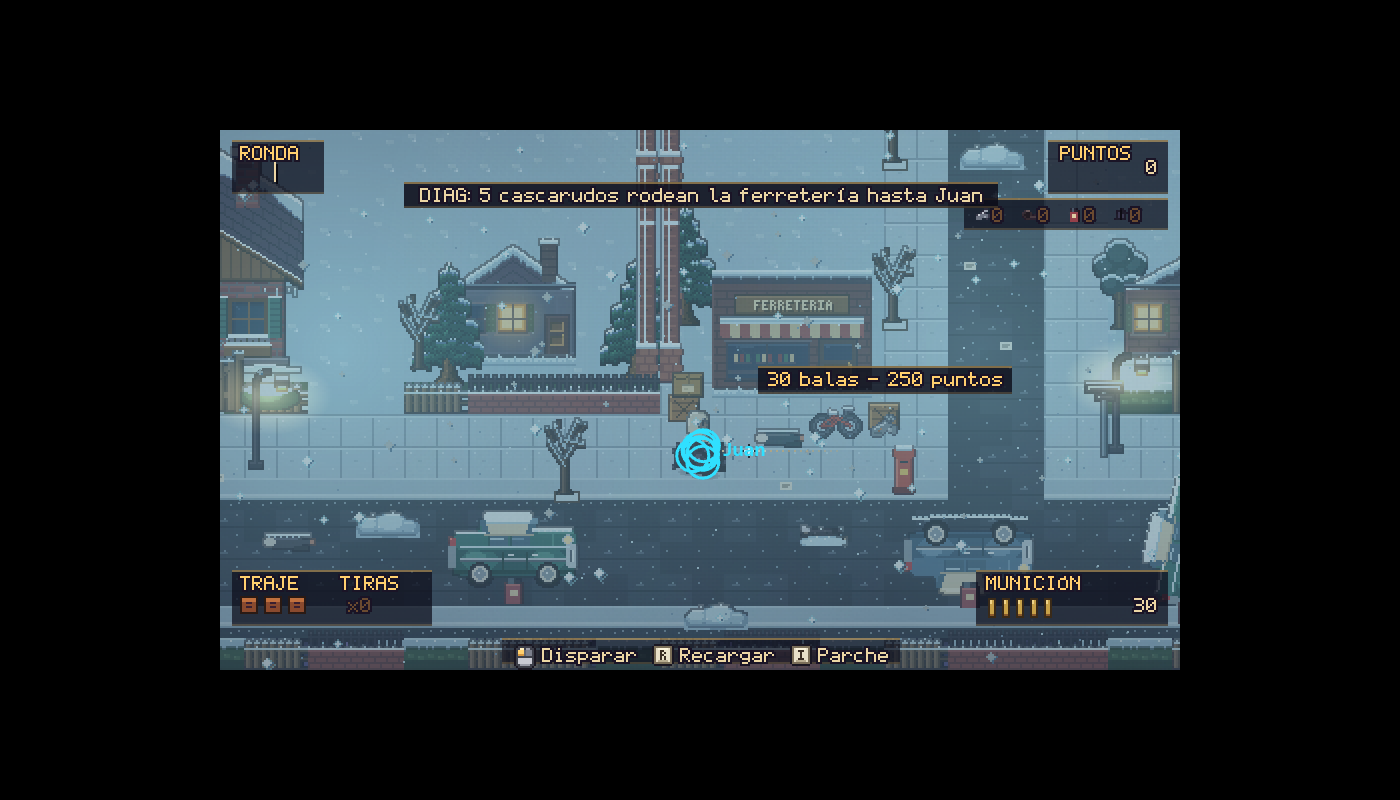 RONDA
|
PUNTOS
0
DIAG: 5 cascarudos rodean la ferretería hasta Juan
0 0 0 0
FERRETERIA
30 balas - 250 puntos
Juan
TRAJE TIRAS
x0
MUNICIÓN
30
Disparar R Recargar I Parche